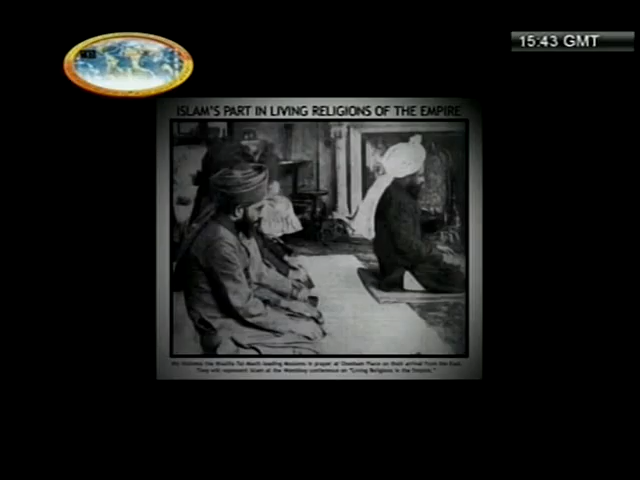 15:43 GMT
ISLAM'S PART IN LIVING RELIGIONS OF THE EMPIRE
His Holiness the Khalifa-Tul-Masih leading Moslems in prayer at Chesham Place on their arrival from the East.
They will represent Islam at the Wembley conference on "Living Religions in the Empire."